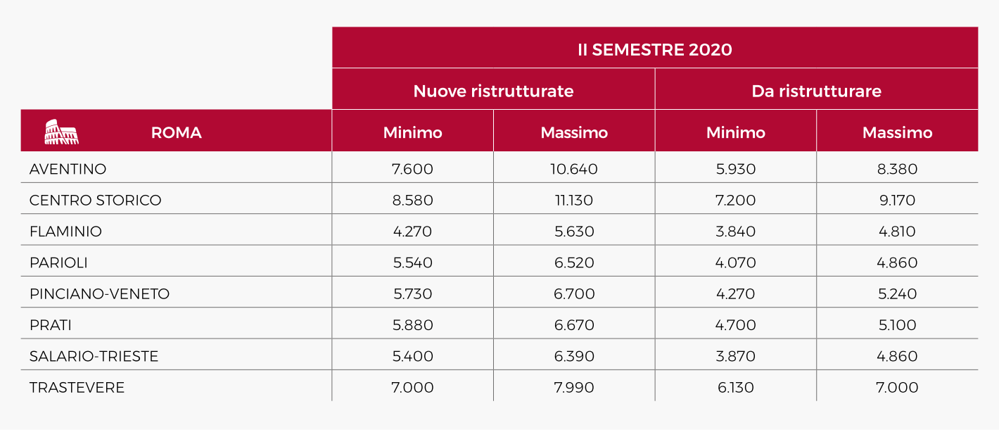 II SEMESTRE 2020
Nuove ristrutturate Da ristrutturare
ROMA Minimo Massimo Minimo Massimo
AVENTINO 7.600 10.640 5.930 8.380
CENTRO STORICO 8.580 11.130 7.200 9.170
FLAMINIO 4.270 5.630 3.840 4.810
PARIOLI 5.540 6.520 4.070 4.860
PINCIANO-VENETO 5.730 6.700 4.270 5.240
PRATI 5.880 6.670 4.700 5.100
SALARIO-TRIESTE 5.400 6.390 3.870 4.860
TRASTEVERE 7.000 7.990 6.130 7.000